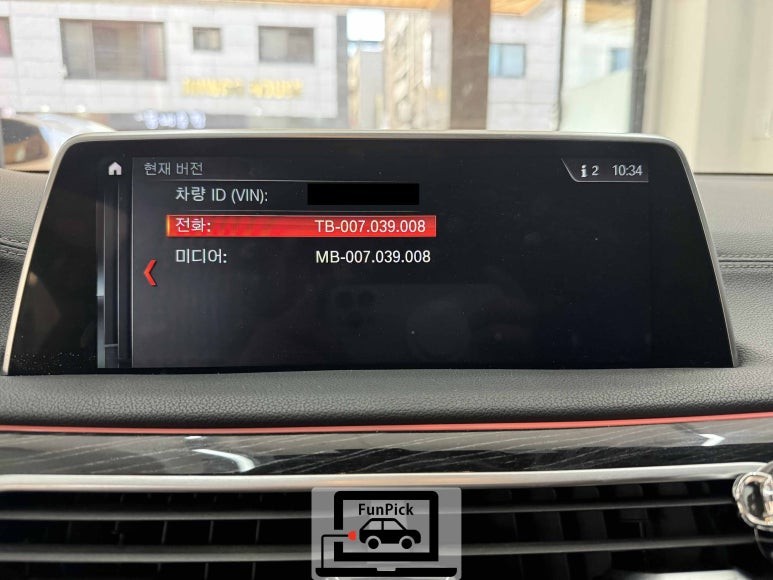 현재 버전
i 2 10:34
차량 ID (VIN):
전화: TB-007.039.008
미디어: MB-007.039.008
FunPick